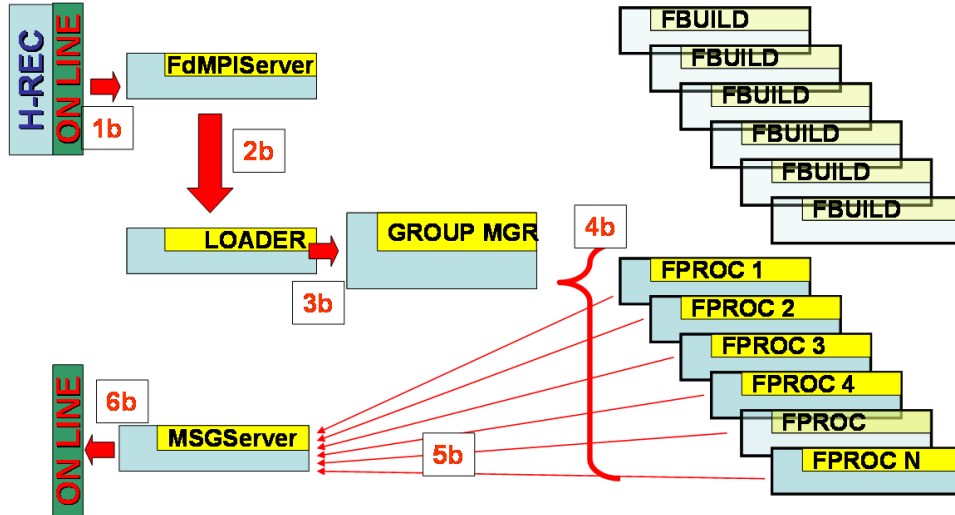 H-REC
ON LINE
1b
FdMPIServer
2b
LOADER
3b
GROUP MGR
4b
FBUILD
FBUILD
FBUILD
FBUILD
FBUILD
FBUILD
FPROC 1
FPROC 2
FPROC 3
FPROC 4
FPROC
FPROC N
5b
MSGServer
6b
ON LINE